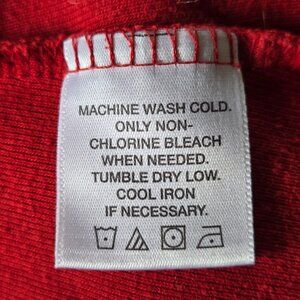 MACHINE WASH COLD.
ONLY NON-
CHLORINE BLEACH
WHEN NEEDED.
TUMBLE DRY LOW.
COOL IRON
IF NECESSARY.